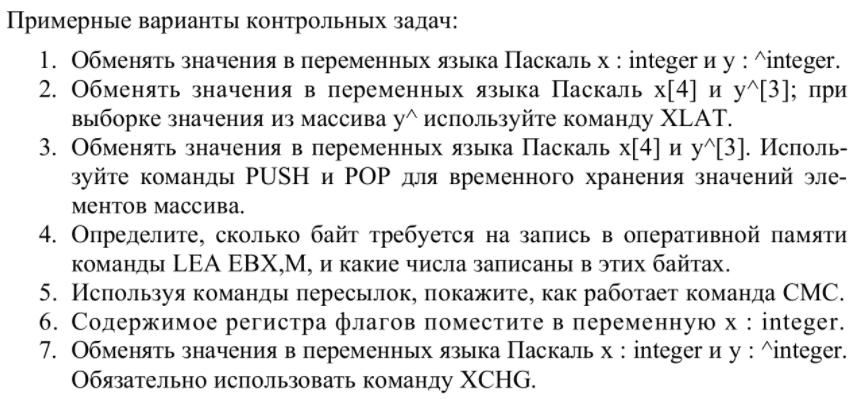 Примерные варианты контрольных задач:
1. Обменять значения в переменных языка Паскаль x : integer и y : ^integer.
2. Обменять значения в переменных языка Паскаль x[4] и y^[3]; при
выборке значения из массива y^ используйте команду XLAT.
3. Обменять значения в переменных языка Паскаль x[4] и y^[3]. Исполь-
зуйте команды PUSH и POP для временного хранения значений эле-
ментов массива.
4. Определите, сколько байт требуется на запись в оперативной памяти
команды LEA EBX,M, и какие числа записаны в этих байтах.
5. Используя команды пересылок, покажите, как работает команда CMC.
6. Содержимое регистра флагов поместите в переменную x : integer.
7. Обменять значения в переменных языка Паскаль x : integer и y : ^integer.
Обязательно использовать команду XCHG.